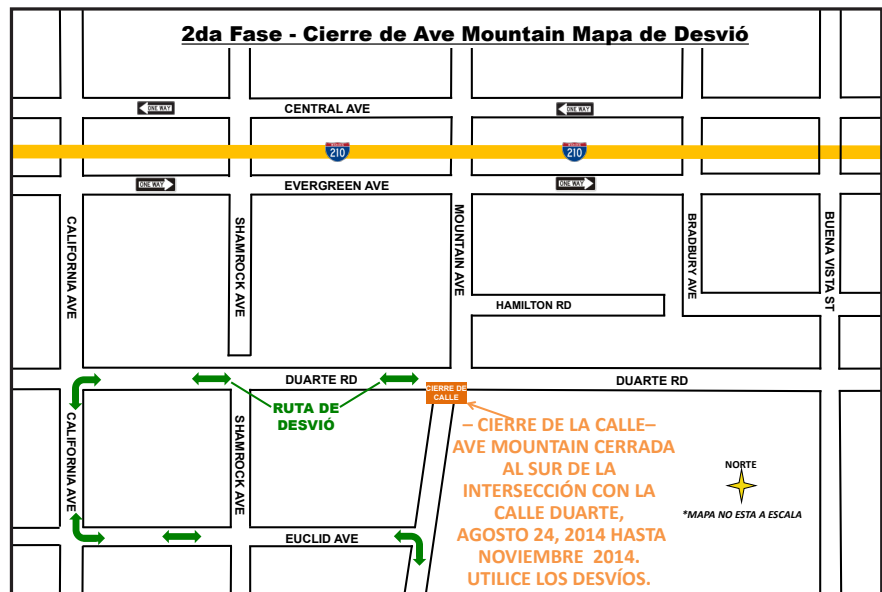 2da Fase - Cierre de Ave Mountain Mapa de Desvió
ONE WAY
CENTRAL AVE
ONE WAY
210
210
ONE WAY
EVERGREEN AVE
ONE WAY
CALIFORNIA AVE
SHAMROCK AVE
MOUNTAIN AVE
BRADBURY AVE
BUENA VISTA ST
HAMILTON RD
DUARTE RD
DUARTE RD
CIERRE DE
CALLE
RUTA DE
DESVIÓ
CALIFORNIA AVE
SHAMROCK AVE
– CIERRE DE LA CALLE–
AVE MOUNTAIN CERRADA
AL SUR DE LA
INTERSECCIÓN CON LA
CALLE DUARTE,
AGOSTO 24, 2014 HASTA
NOVIEMBRE 2014.
UTILICE LOS DESVÍOS.
NORTE
*MAPA NO ESTA A ESCALA
EUCLID AVE